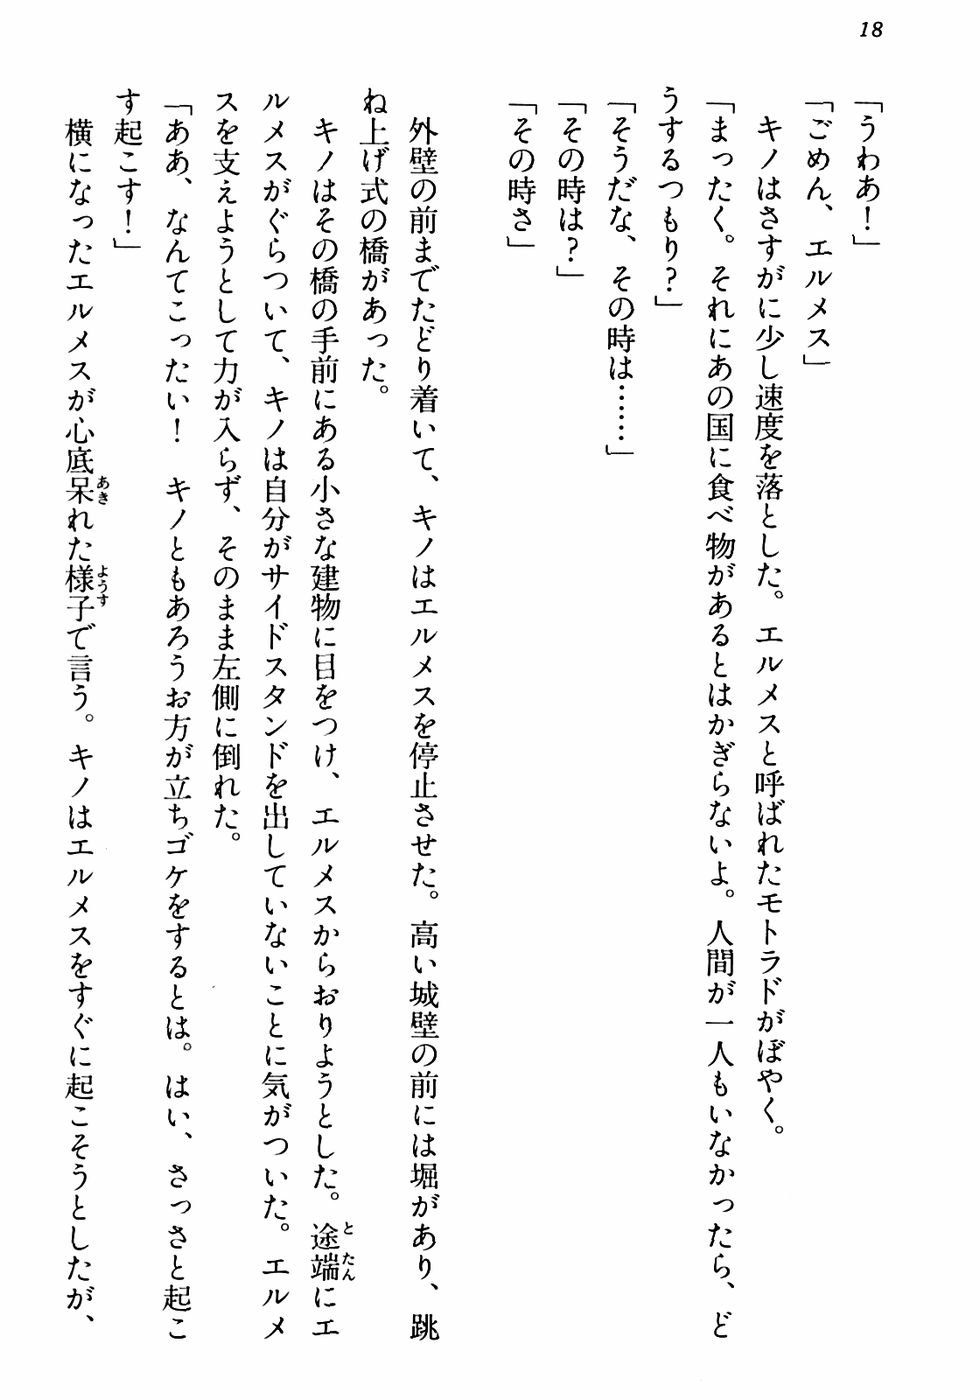 18
「うわあ！」
「ごめん、エルメス」
　キノはさすがに少し速度を落とした。エルメスと呼ばれたモトラドがぼやく。
「まったく。それにあの国に食べ物があるとはかぎらないよ。人間が一人もいなかったら、ど
うするつもり？」
「そうだな、その時は……」
「その時は？」
「その時さ」
　外壁の前までたどり着いて、キノはエルメスを停止させた。高い城壁の前には堀があり、跳
ね上げ式の橋があった。
　キノはその橋の手前にある小さな建物に目をつけ、エルメスからおりようとした。途端にエ
ルメスがぐらついて、キノは自分がサイドスタンドを出していないことに気がついた。エルメ
スを支えようとして力が入らず、そのまま左側に倒れた。
「ああ、なんてこったい！　キノともあろうお方が立ちゴケをするとは。はい、さっさと起こ
す起こす！」
　横になったエルメスが心底呆れた様子で言う。キノはエルメスをすぐに起こそうとしたが、